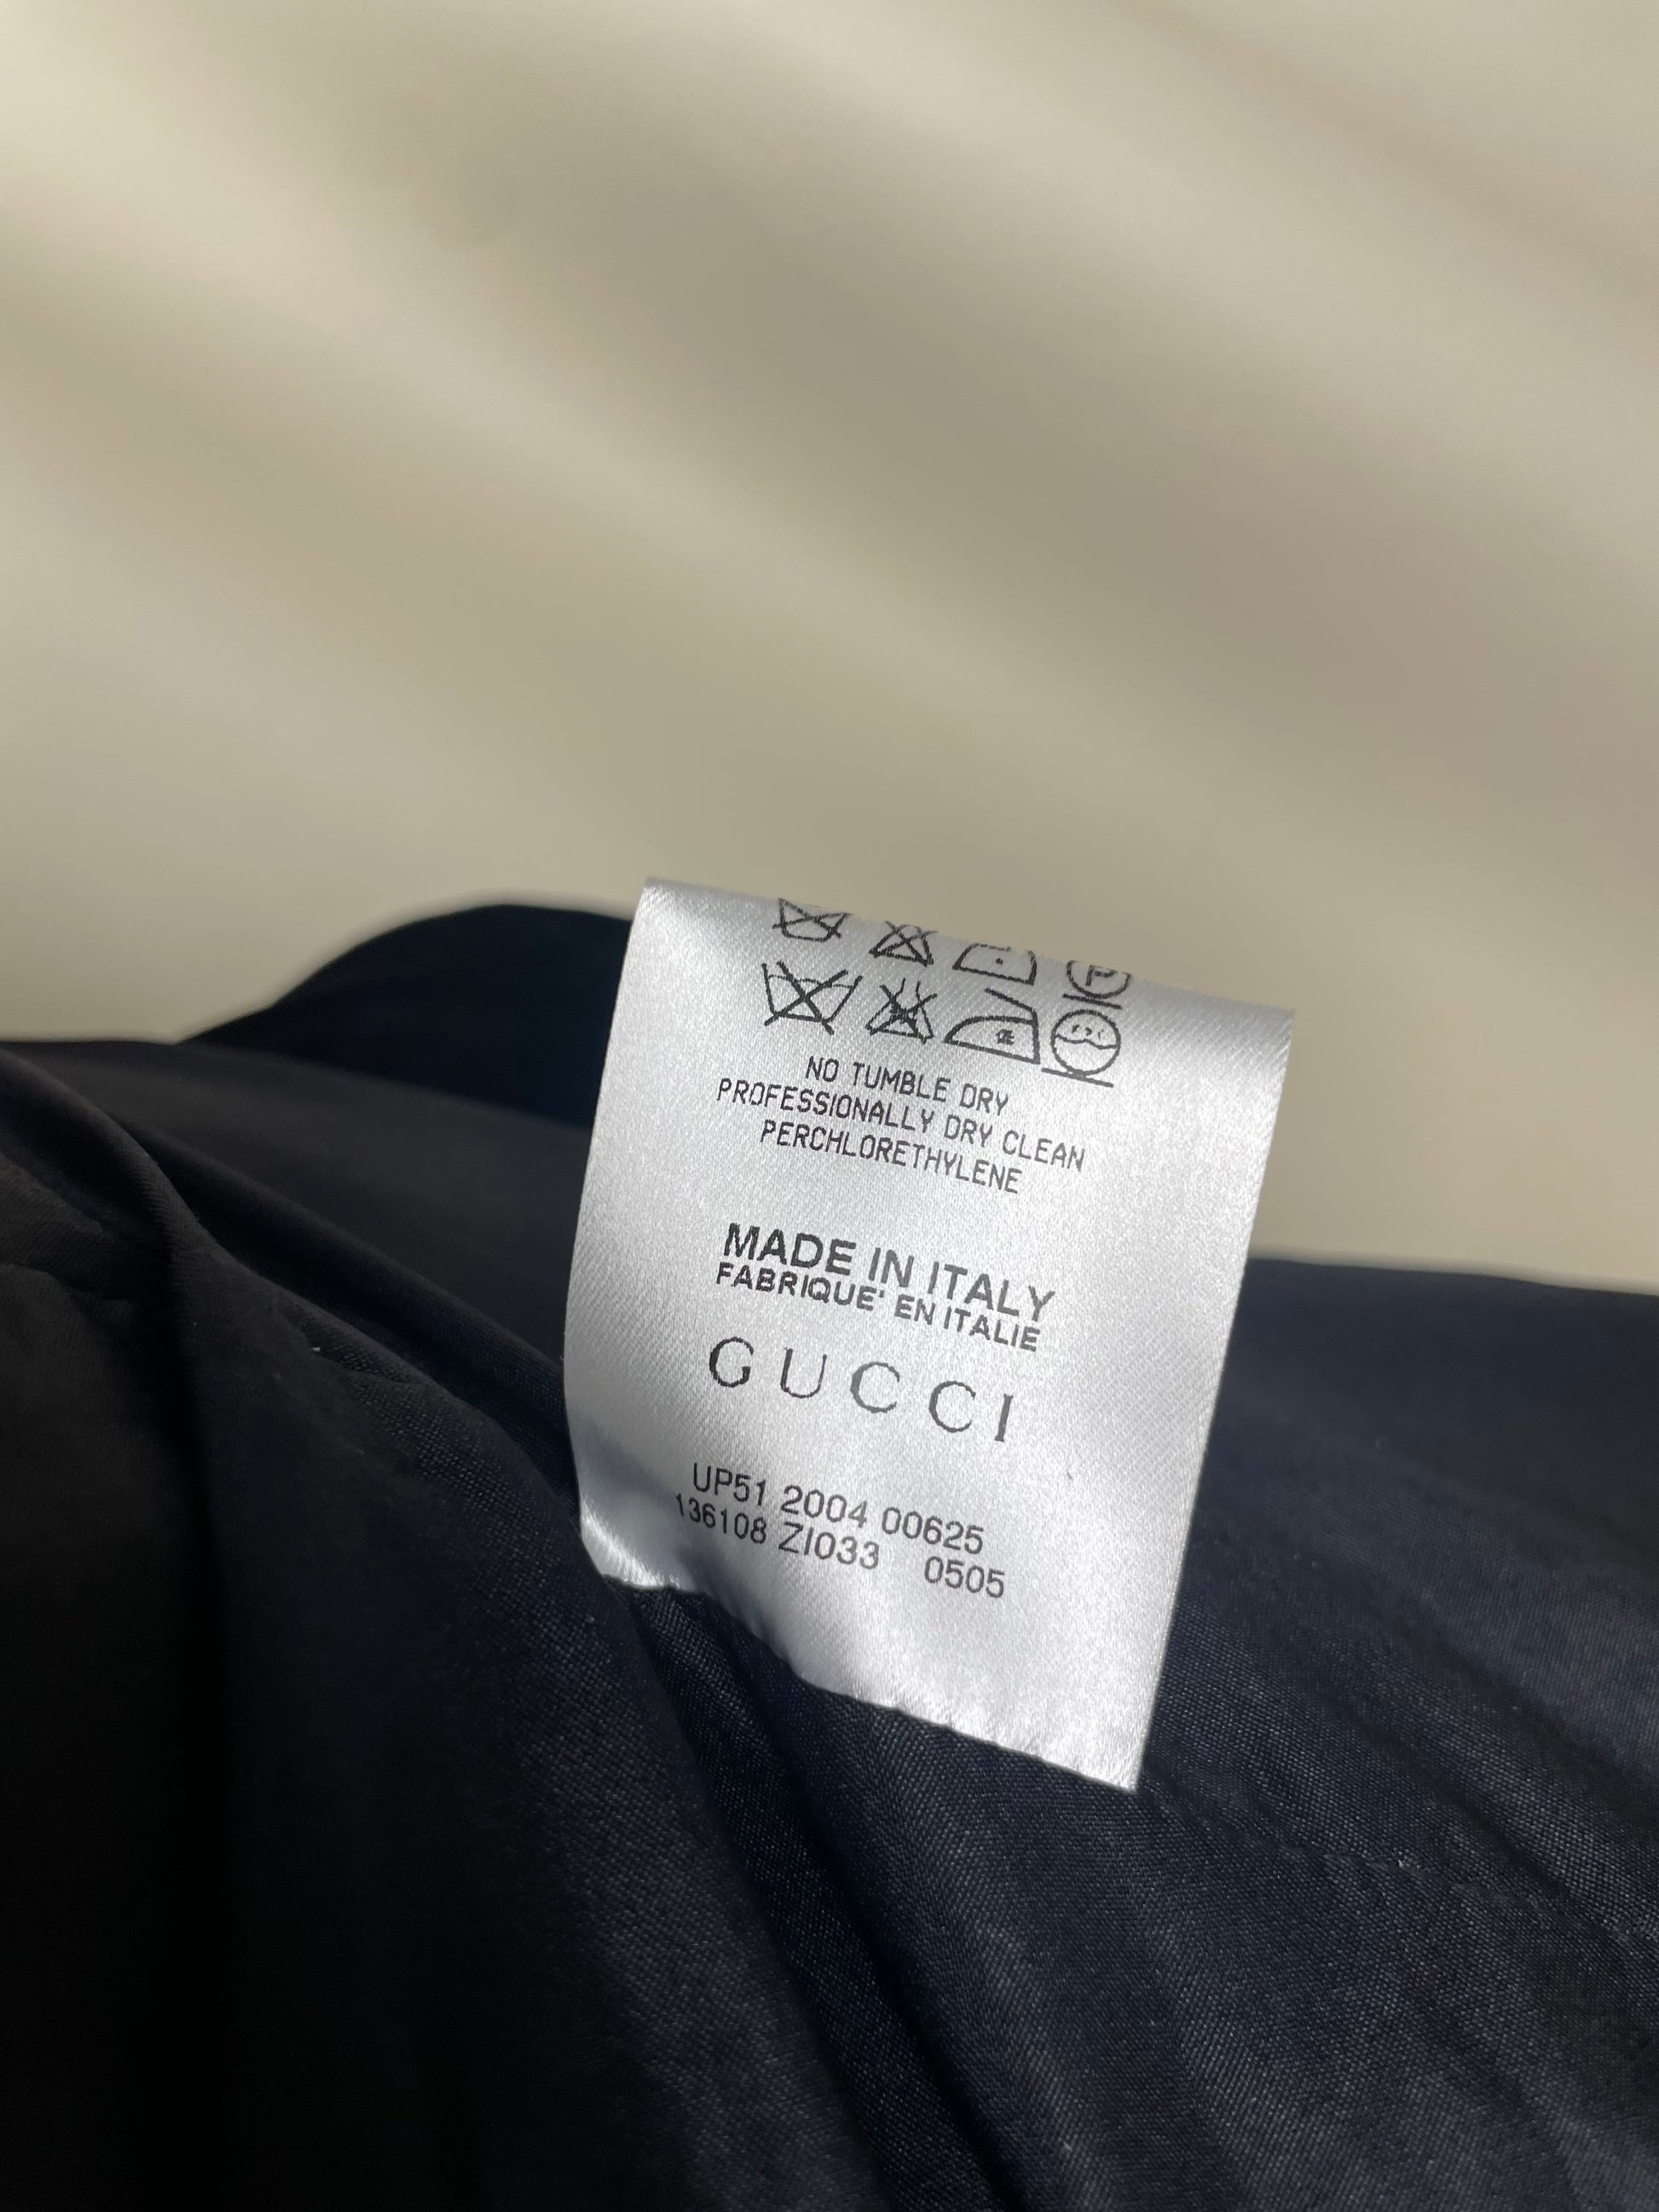 NO TUMBLE DRY
PROFESSIONALLY DRY CLEAN
PERCHLORETHYLENE
MADE IN ITALY
FABRIQUE' EN ITALIE
GUCCI
UP51 2004 00625
136108 ZI033 0505